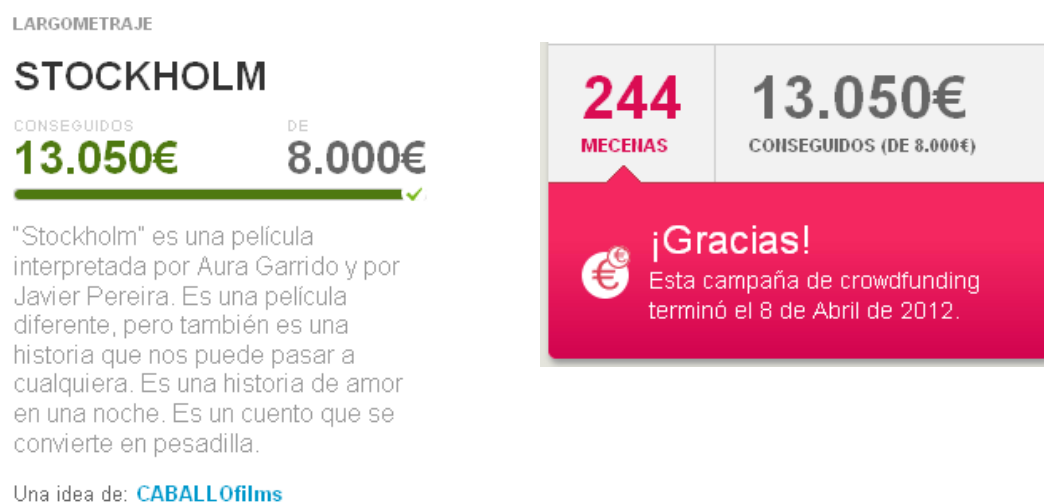 LARGOMETRAJE
STOCKHOLM
CONSEGUIDOS DE
13.050€ 8.000€
"Stockholm" es una película
interpretada por Aura Garrido y por
Javier Pereira. Es una película
diferente, pero también es una
historia que nos puede pasar a
cualquiera. Es una historia de amor
en una noche. Es un cuento que se
convierte en pesadilla.
Una idea de: CABALLOfilms
244 13.050€
MECENAS CONSEGUIDOS (DE 8.000€)
¡Gracias!
Esta campaña de crowdfunding
terminó el 8 de Abril de 2012.